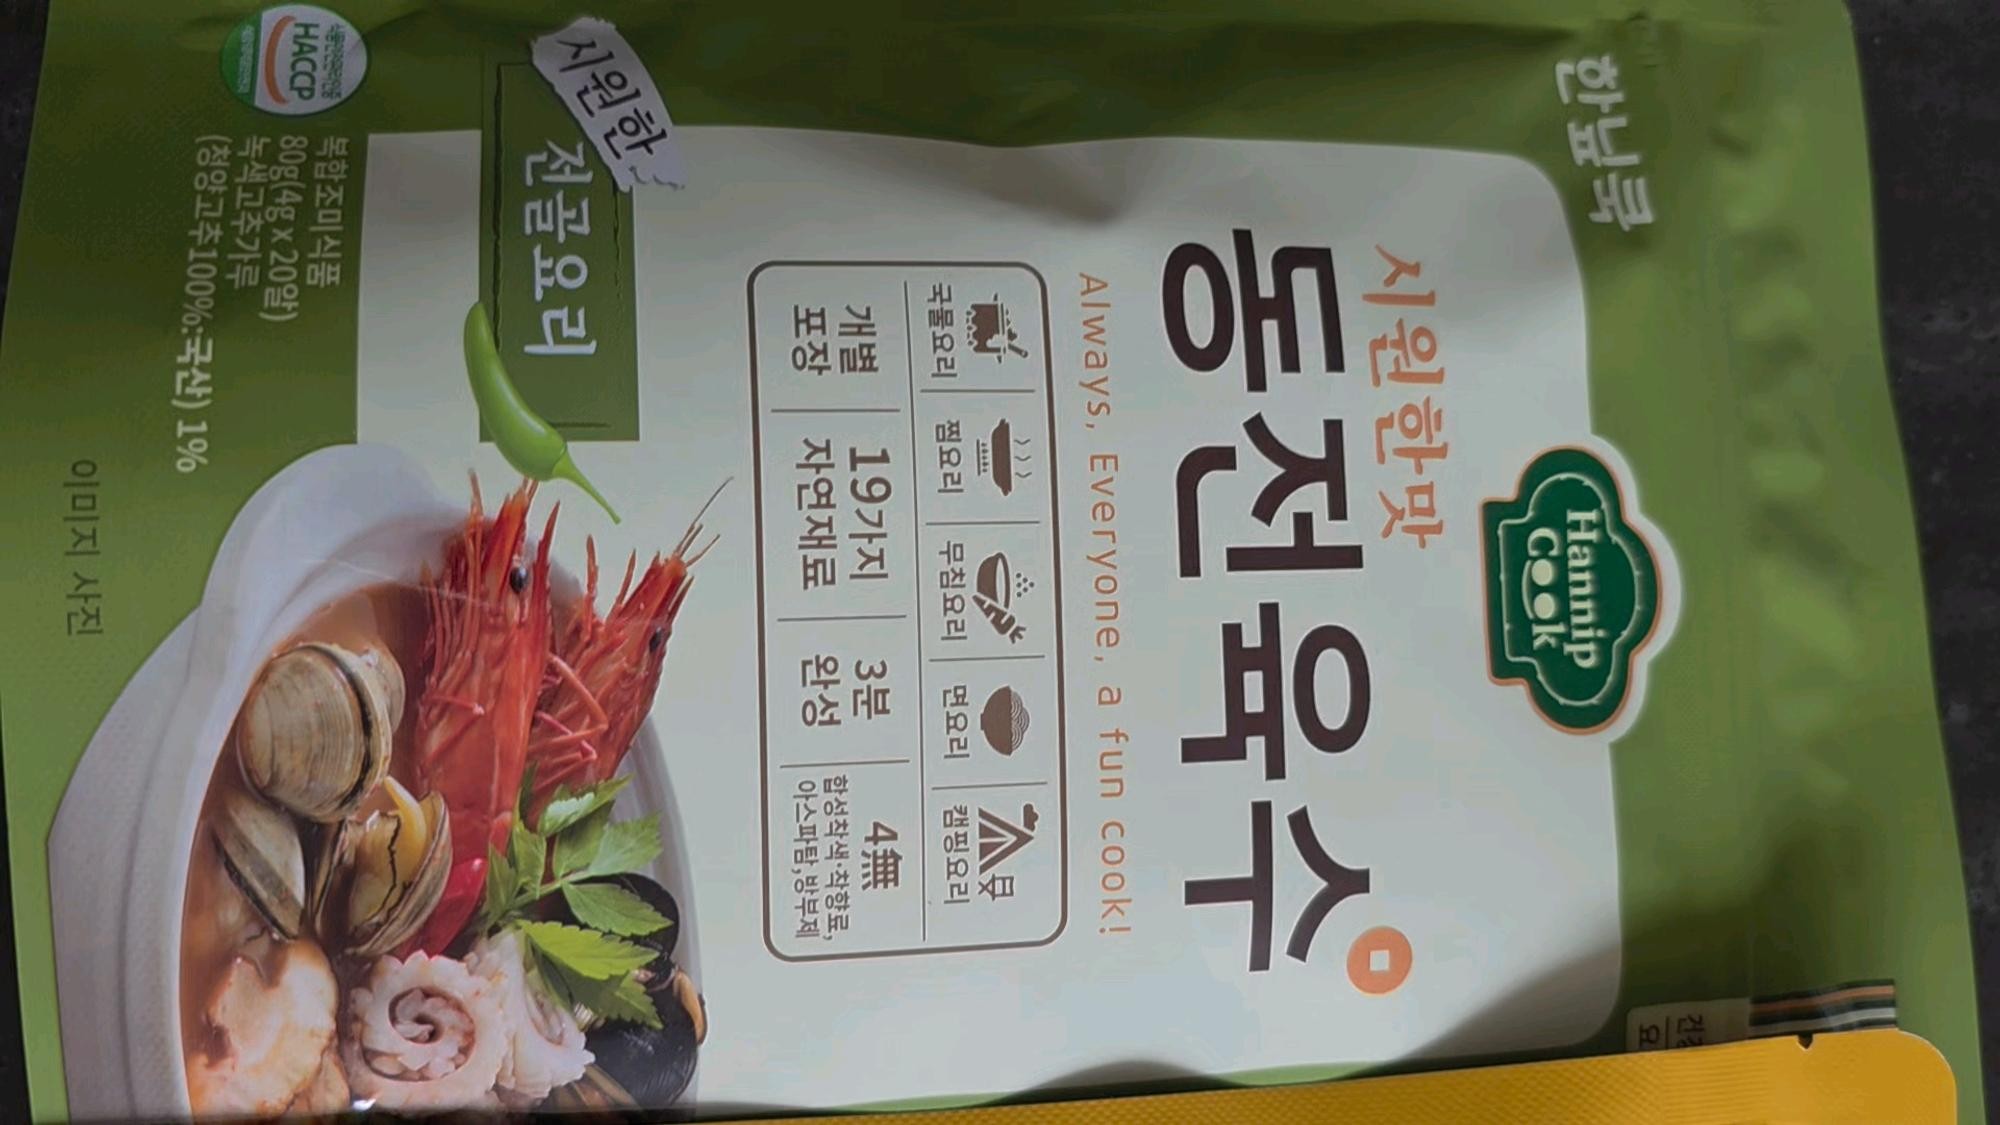 한닢쿡
Hannip
Cook
시원한맛
동전육수
Always, Everyone, a fun cook!
국물요리
찜요리
무침요리
면요리
캠핑요리
개별
포장
19가지
자연재료
3분
완성
4無
합성착색·착향료,
아스파탐,방부제
시원한
전골요리
HACCP
복합조미식품
80g(4g x 20알)
녹색고추가루
(청양고추100%:국산) 1%
이미지 사진